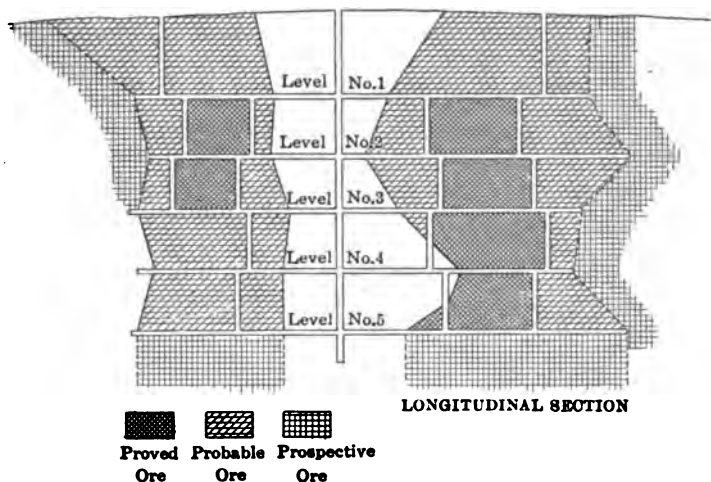 Level No.1
Level No.2
Level No.3
Level No.4
Level No.5
LONGITUDINAL SECTION
Proved Probable Prospective
Ore Ore Ore